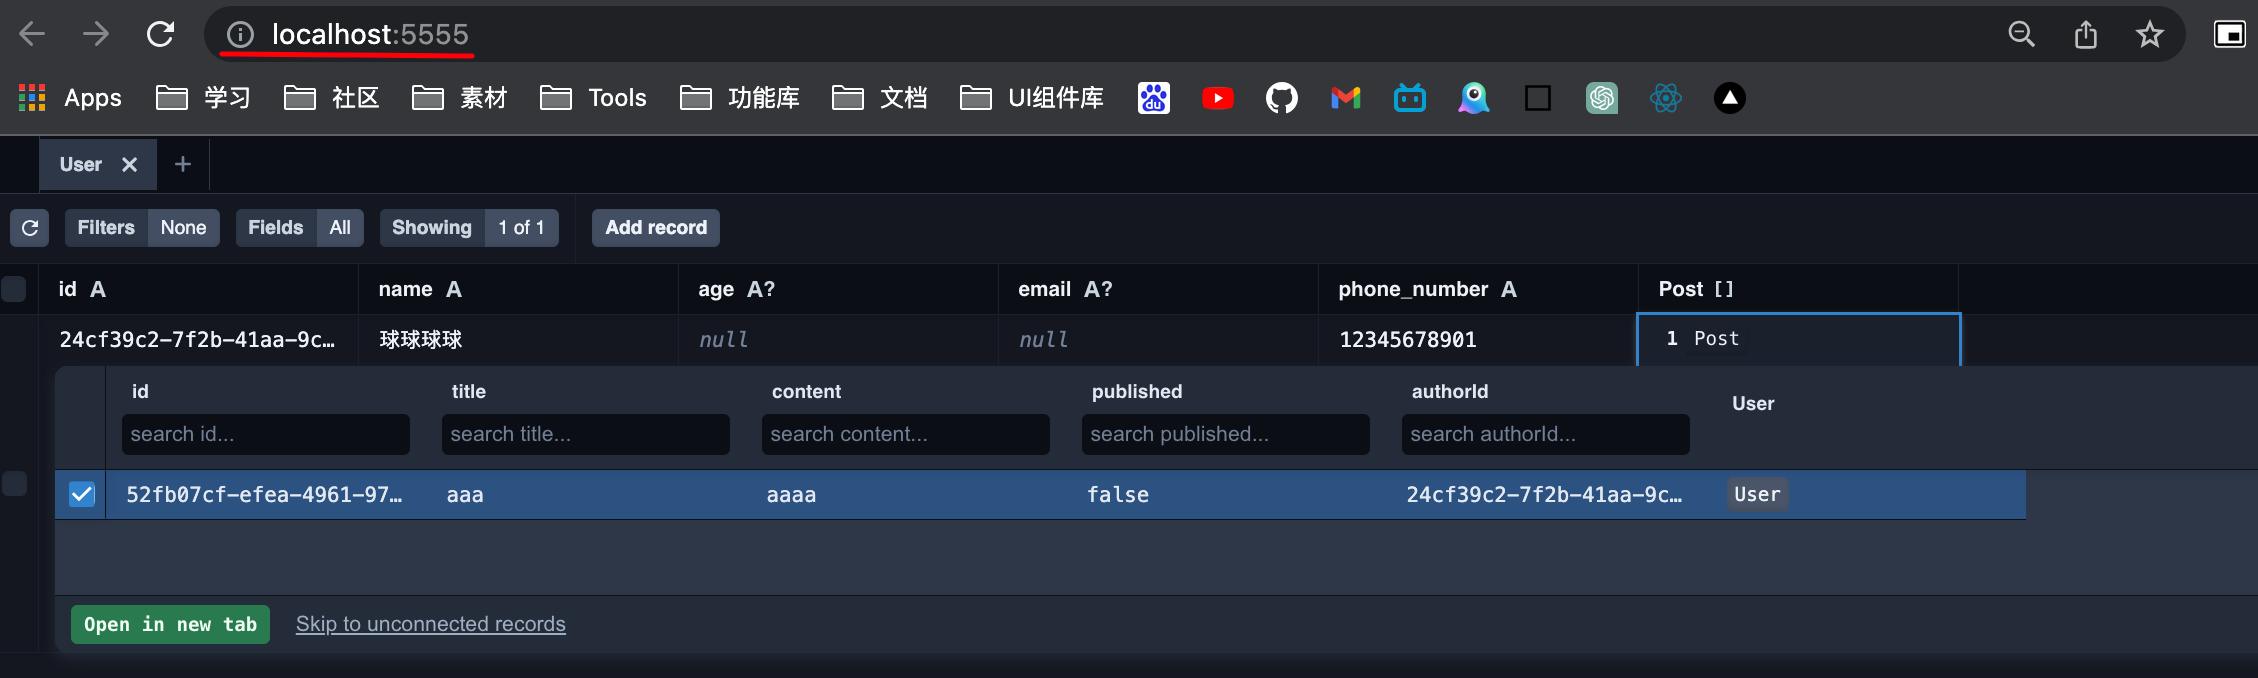 localhost:5555
Apps 学习 社区 素材 Tools 功能库 文档 UI组件库 du
User
Filters None Fields All Showing 1 of 1 Add record
id A name A age A? email A? phone_number A Post []
24cf39c2-7f2b-41aa-9c… 球球球球 null null 12345678901 1 Post
id title content published authorId User
search id... search title... search content... search published... search authorId...
52fb07cf-efea-4961-97… aaa aaaa false 24cf39c2-7f2b-41aa-9c… User
Open in new tab Skip to unconnected records